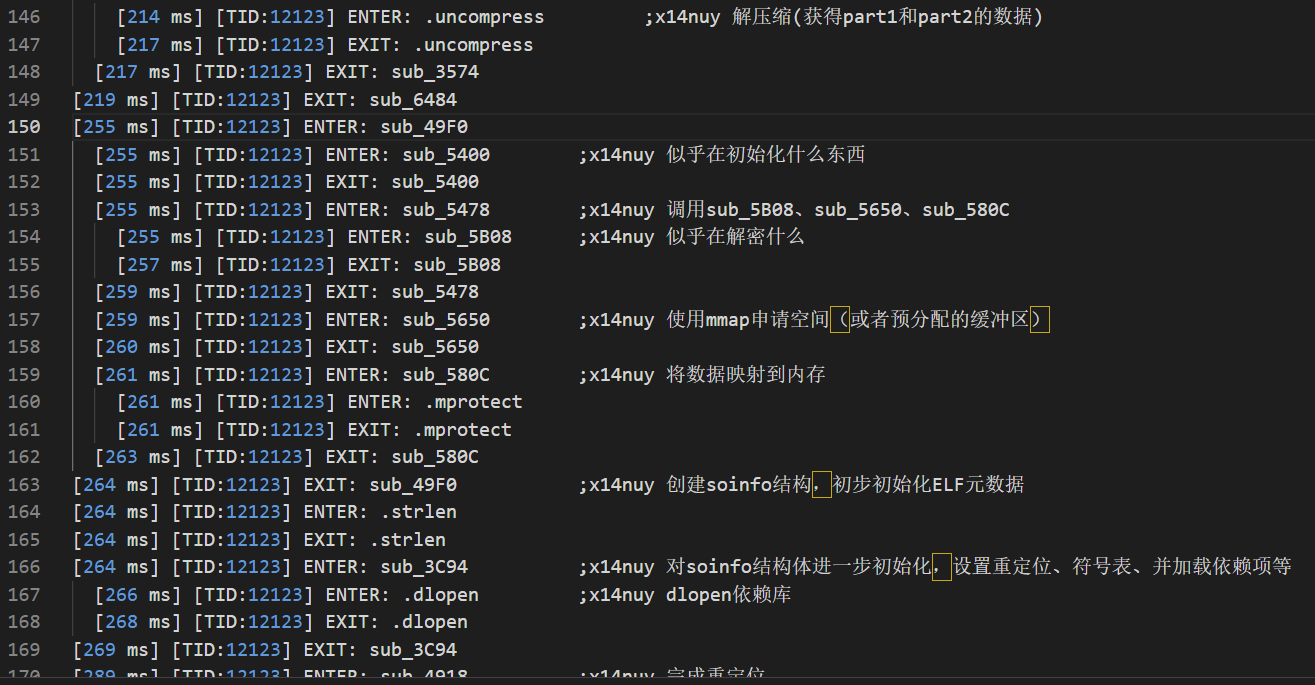 146 [214 ms] [TID:12123] ENTER: .uncompress ;x14nuy 解压缩(获得part1和part2的数据)
147 [217 ms] [TID:12123] EXIT: .uncompress
148 [217 ms] [TID:12123] EXIT: sub_3574
149 [219 ms] [TID:12123] EXIT: sub_6484
150 [255 ms] [TID:12123] ENTER: sub_49F0
151 [255 ms] [TID:12123] ENTER: sub_5400 ;x14nuy 似乎在初始化什么东西
152 [255 ms] [TID:12123] EXIT: sub_5400
153 [255 ms] [TID:12123] ENTER: sub_5478 ;x14nuy 调用sub_5B08、sub_5650、sub_580C
154 [255 ms] [TID:12123] ENTER: sub_5B08 ;x14nuy 似乎在解密什么
155 [257 ms] [TID:12123] EXIT: sub_5B08
156 [259 ms] [TID:12123] EXIT: sub_5478
157 [259 ms] [TID:12123] ENTER: sub_5650 ;x14nuy 使用mmap申请空间（或者预分配的缓冲区）
158 [260 ms] [TID:12123] EXIT: sub_5650
159 [261 ms] [TID:12123] ENTER: sub_580C ;x14nuy 将数据映射到内存
160 [261 ms] [TID:12123] ENTER: .mprotect
161 [261 ms] [TID:12123] EXIT: .mprotect
162 [263 ms] [TID:12123] EXIT: sub_580C
163 [264 ms] [TID:12123] EXIT: sub_49F0 ;x14nuy 创建soinfo结构，初步初始化ELF元数据
164 [264 ms] [TID:12123] ENTER: .strlen
165 [264 ms] [TID:12123] EXIT: .strlen
166 [264 ms] [TID:12123] ENTER: sub_3C94 ;x14nuy 对soinfo结构体进一步初始化，设置重定位、符号表、并加载依赖项等
167 [266 ms] [TID:12123] ENTER: .dlopen ;x14nuy dlopen依赖库
168 [268 ms] [TID:12123] EXIT: .dlopen
169 [269 ms] [TID:12123] EXIT: sub_3C94
170 [289 ms] [TID:12123] ENTER: sub_4918 ;x14nuy 完成重定位